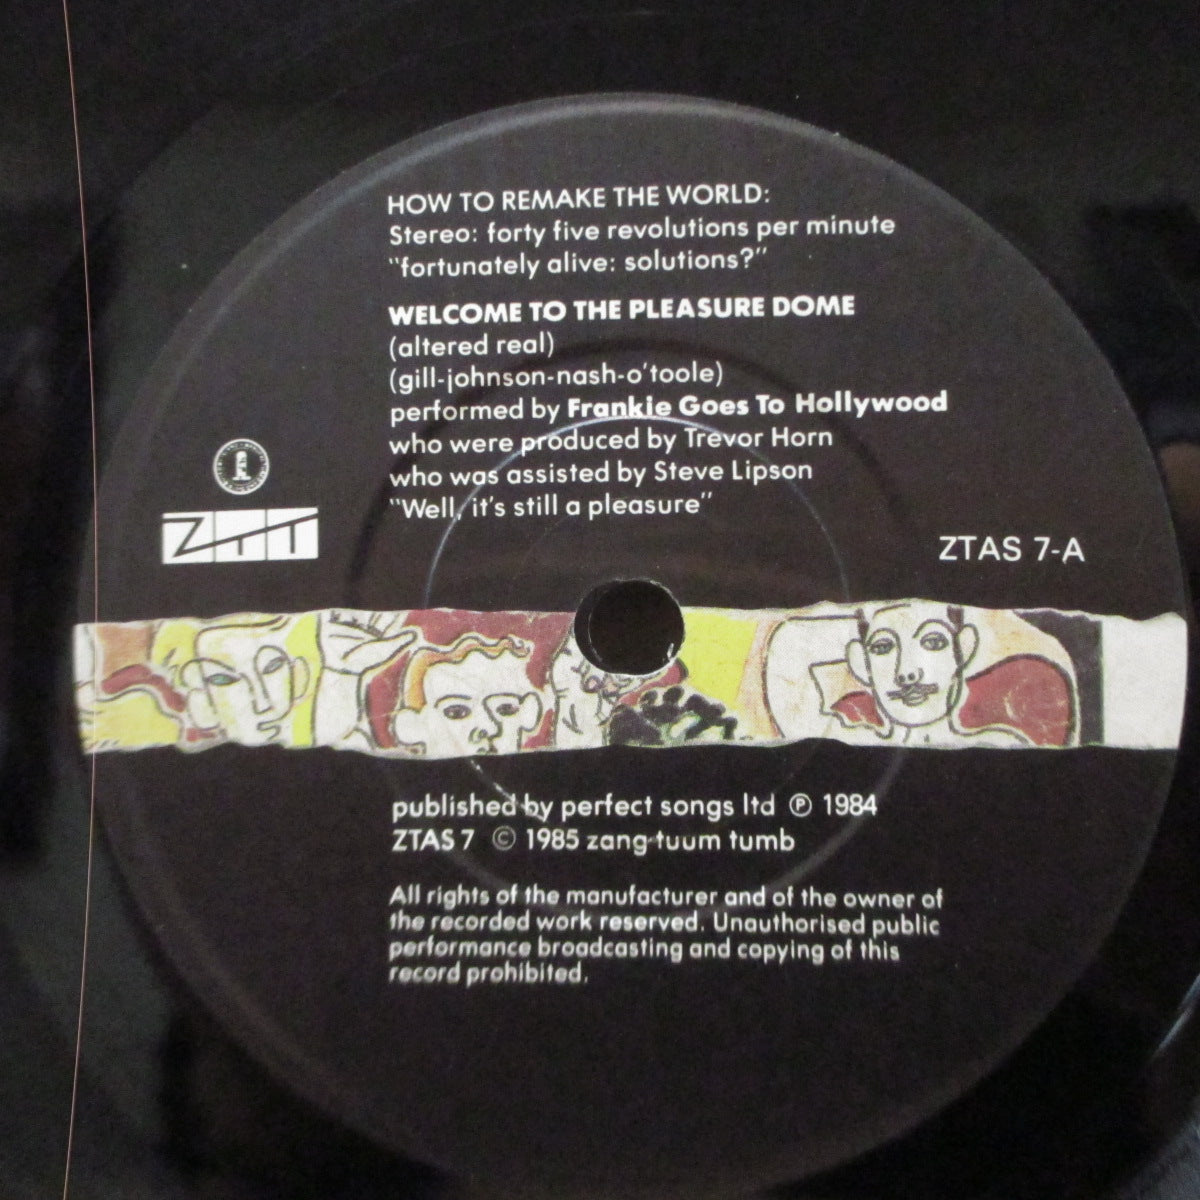 HOW TO REMAKE THE WORLD:
Stereo: forty five revolutions per minute
"fortunately alive: solutions?"
WELCOME TO THE PLEASURE DOME
(altered real)
(gill-johnson-nash-o'toole)
performed by Frankie Goes To Hollywood
who were produced by Trevor Horn
who was assisted by Steve Lipson
"Well, it's still a pleasure"
ZTT
ZTAS 7-A
published by perfect songs ltd ℗ 1984
ZTAS 7 © 1985 zang tuum tumb
All rights of the manufacturer and of the owner of
the recorded work reserved. Unauthorised public
performance broadcasting and copying of this
record prohibited.